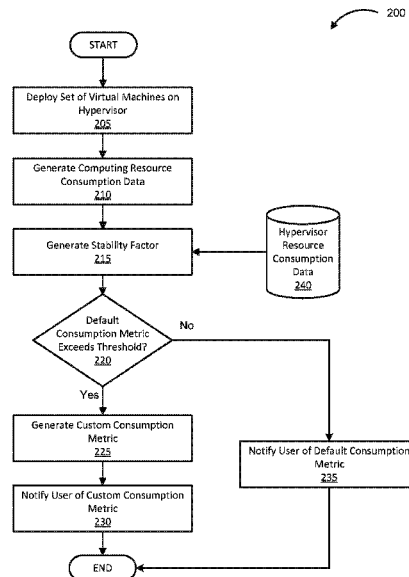 200
START
Deploy Set of Virtual Machines on
Hypervisor
205
Generate Computing Resource
Consumption Data
210
Generate Stability Factor
215
Hypervisor
Resource
Consumption
Data
240
Default
Consumption Metric
Exceeds Threshold?
220
No
Yes
Generate Custom Consumption
Metric
225
Notify User of Default Consumption
Metric
235
Notify User of Custom Consumption
Metric
230
END